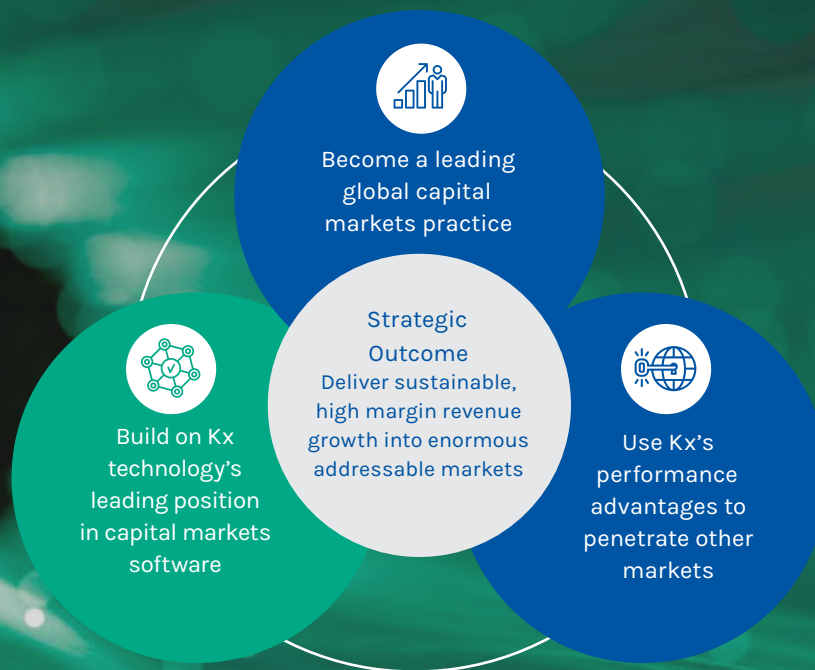 Become a leading
global capital
markets practice
Strategic
Outcome
Deliver sustainable,
high margin revenue
growth into enormous
addressable markets
Build on Kx
technology's
leading position
in capital markets
software
Use Kx's
performance
advantages to
penetrate other
markets